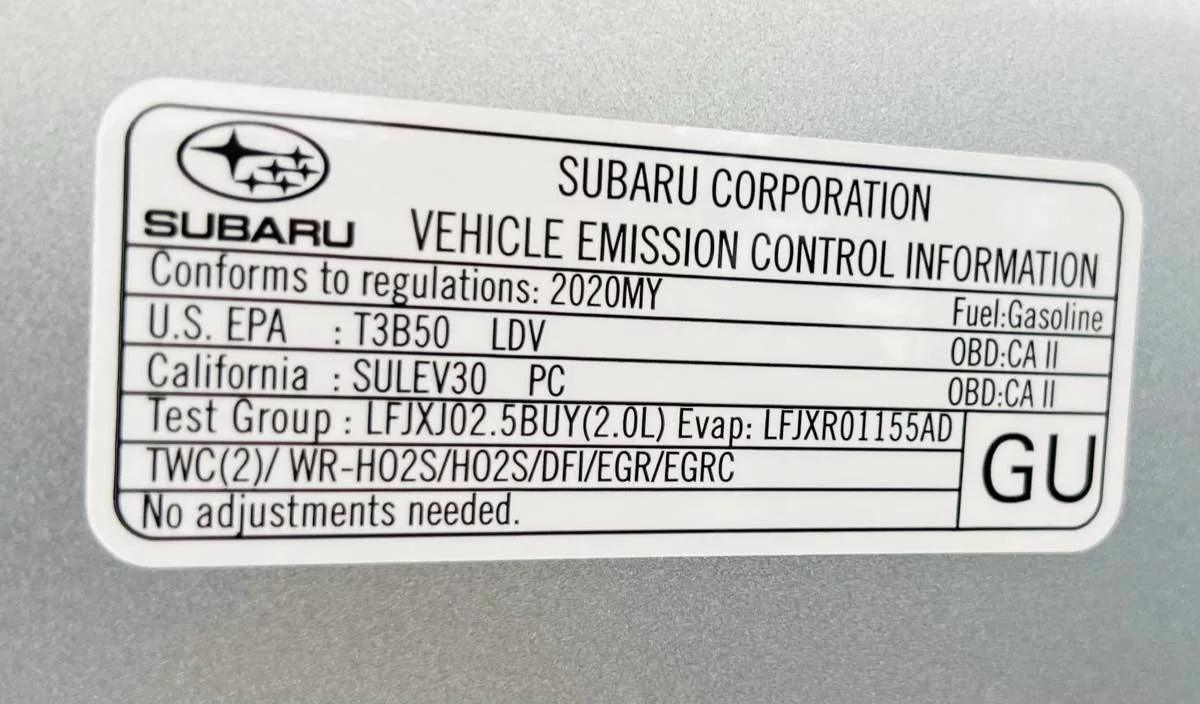 SUBARU
SUBARU CORPORATION
VEHICLE EMISSION CONTROL INFORMATION
Conforms to regulations: 2020MY Fuel:Gasoline
U.S. EPA : T3B50 LDV OBD:CA II
California : SULEV30 PC OBD:CA II
Test Group : LFJXJ02.5BUY(2.0L) Evap: LFJXR01155AD
TWC(2)/ WR-HO2S/HO2S/DFI/EGR/EGRC
GU
No adjustments needed.